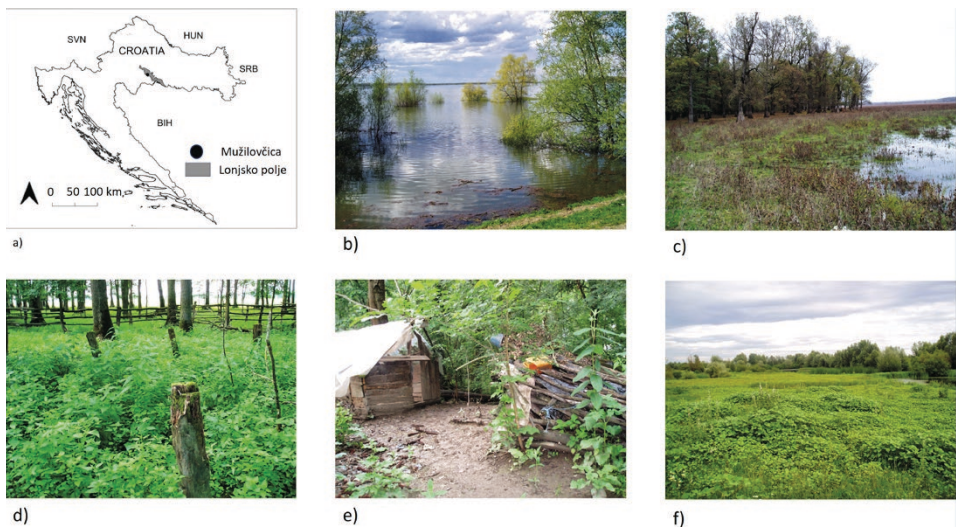 SVN
HUN
CROATIA
SRB
BIH
Mužilovčica
Lonjsko polje
0 50 100 km
a)
b)
c)
d)
e)
f)